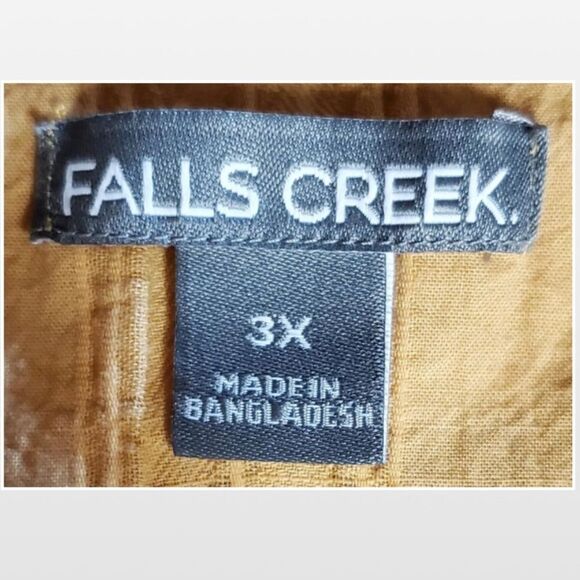 FALLS CREEK.
3X
MADE IN
BANGLADESH